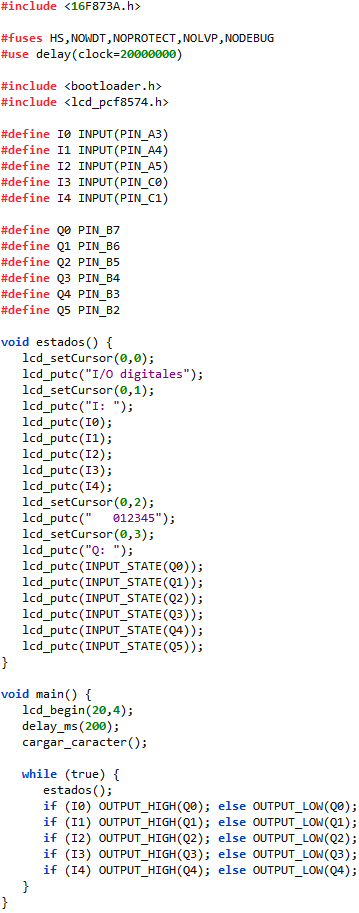 #include <16F873A.h>
#fuses HS,NOWDT,NOPROTECT,NOLVP,NODEBUG
#use delay(clock=20000000)
#include <bootloader.h>
#include <lcd_pcf8574.h>
#define I0 INPUT(PIN_A3)
#define I1 INPUT(PIN_A4)
#define I2 INPUT(PIN_A5)
#define I3 INPUT(PIN_C0)
#define I4 INPUT(PIN_C1)
#define Q0 PIN_B7
#define Q1 PIN_B6
#define Q2 PIN_B5
#define Q3 PIN_B4
#define Q4 PIN_B3
#define Q5 PIN_B2
void estados() {
   lcd_setCursor(0,0);
   lcd_putc("I/O digitales");
   lcd_setCursor(0,1);
   lcd_putc("I: ");
   lcd_putc(I0);
   lcd_putc(I1);
   lcd_putc(I2);
   lcd_putc(I3);
   lcd_putc(I4);
   lcd_setCursor(0,2);
   lcd_putc("   012345");
   lcd_setCursor(0,3);
   lcd_putc("Q: ");
   lcd_putc(INPUT_STATE(Q0));
   lcd_putc(INPUT_STATE(Q1));
   lcd_putc(INPUT_STATE(Q2));
   lcd_putc(INPUT_STATE(Q3));
   lcd_putc(INPUT_STATE(Q4));
   lcd_putc(INPUT_STATE(Q5));
}
void main() {
   lcd_begin(20,4);
   delay_ms(200);
   cargar_caracter();
   while (true) {
      estados();
      if (I0) OUTPUT_HIGH(Q0); else OUTPUT_LOW(Q0);
      if (I1) OUTPUT_HIGH(Q1); else OUTPUT_LOW(Q1);
      if (I2) OUTPUT_HIGH(Q2); else OUTPUT_LOW(Q2);
      if (I3) OUTPUT_HIGH(Q3); else OUTPUT_LOW(Q3);
      if (I4) OUTPUT_HIGH(Q4); else OUTPUT_LOW(Q4);
   }
}